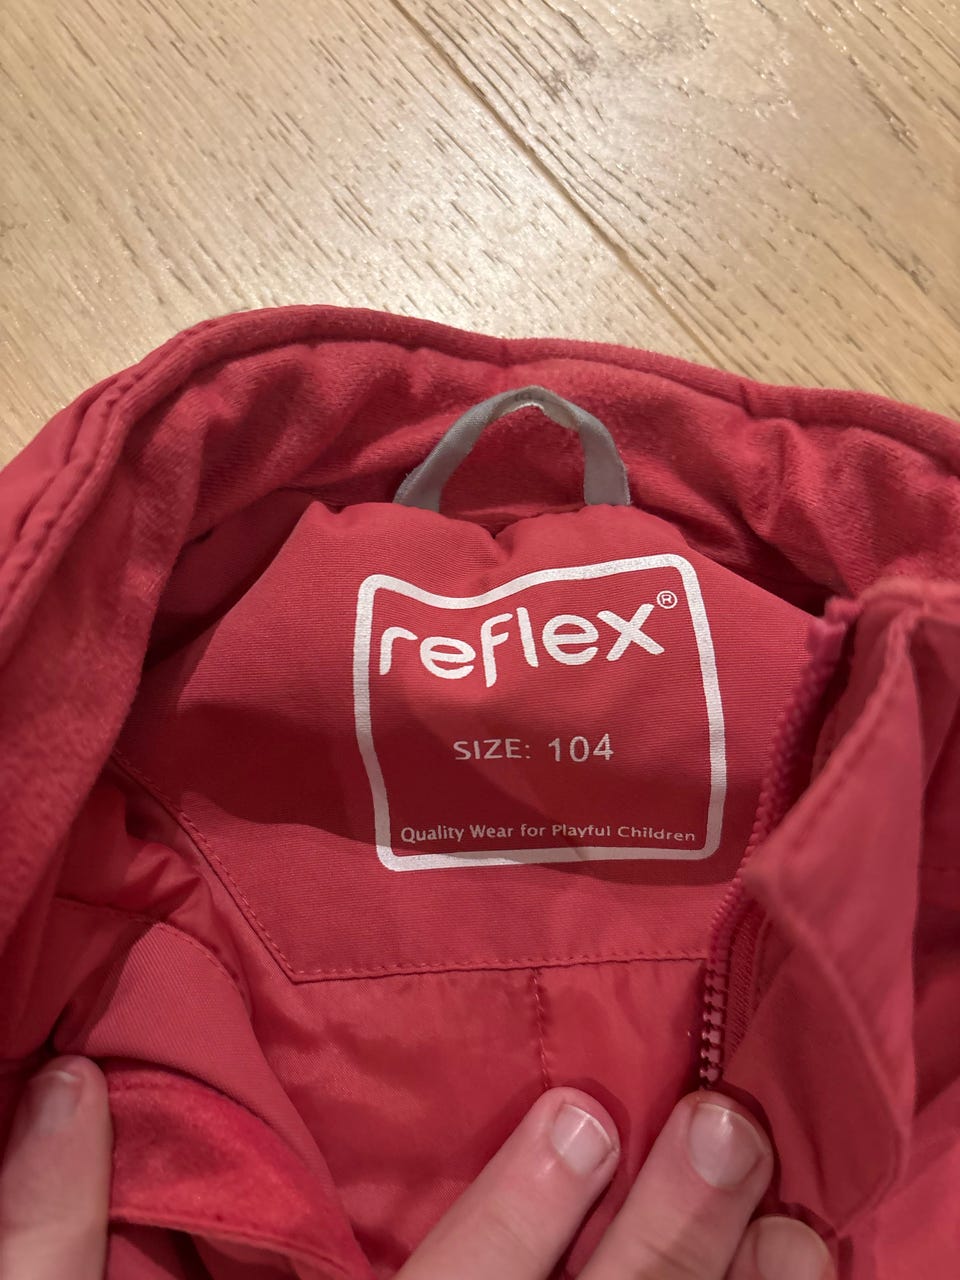 reflex®
SIZE: 104
Quality Wear for Playful Children